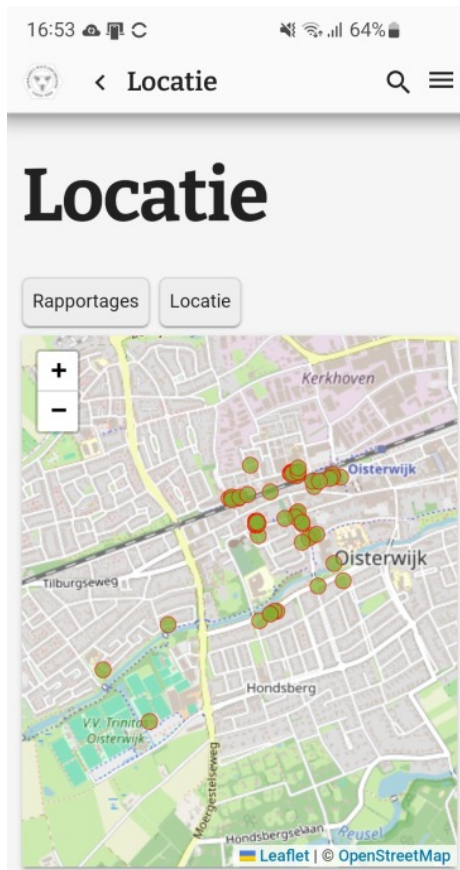 16:53 64%
Locatie
Locatie
Rapportages Locatie
+
−
Kerkhoven
Oisterwijk
Oisterwijk
Tilburgseweg
Hondsberg
V.V. Trinitas
Oisterwijk
Moergestelseweg
Hondsbergselaan
Reusel
Leaflet | © OpenStreetMap